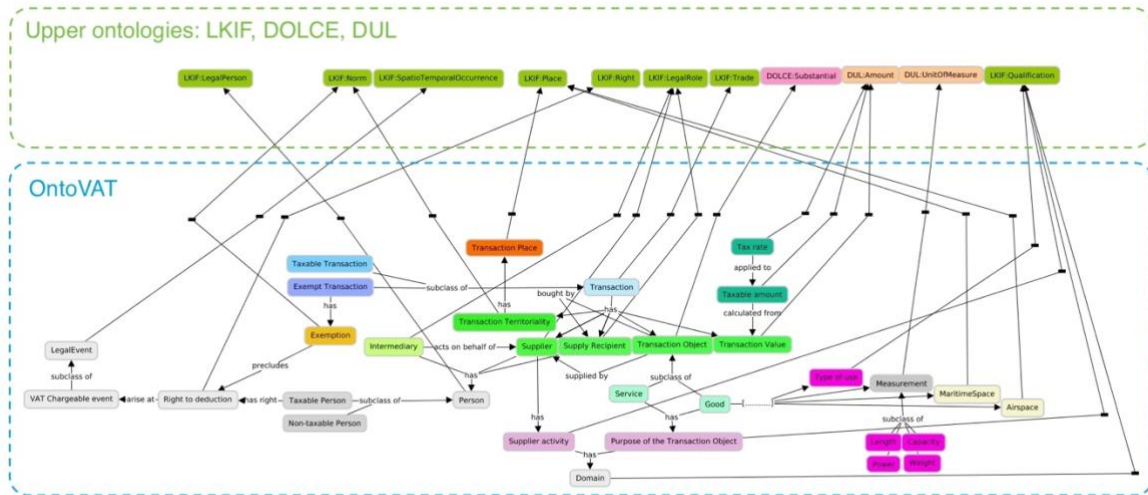 Upper ontologies: LKIF, DOLCE, DUL
LKIF:LegalPerson
LKIF:Norm
LKIF:SpatioTemporalOccurrence
LKIF:Place
LKIF:Right
LKIF:LegalRole
LKIF:Trade
DOLCE:Substantial
DUL:Amount
DUL:UnitOfMeasure
LKIF:Qualification
OntoVAT
Transaction Place
Tax rate
Taxable Transaction
applied to
Exempt Transaction
subclass of
Transaction
bought by
Taxable amount
has
has
has
calculated from
Transaction Territoriality
Exemption
LegalEvent
Intermediary
acts on behalf of
Supplier
Supply Recipient
Transaction Object
Transaction Value
precludes
subclass of
has
supplied by
subclass of
Type of use
Measurement
MaritimeSpace
VAT Chargeable event
arise at
Right to deduction
has right
Taxable Person
subclass of
Person
Service
Good
(........)
Airspace
Non-taxable Person
has
has
subclass of
Supplier activity
Purpose of the Transaction Object
Length
Capacity
has
Power
Weight
Domain